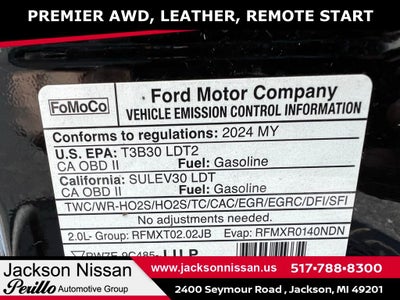 PREMIER AWD, LEATHER, REMOTE START
FoMoCo
Ford Motor Company
VEHICLE EMISSION CONTROL INFORMATION
Conforms to regulations: 2024 MY
U.S. EPA: T3B30 LDT2
CA OBD II Fuel: Gasoline
California: SULEV30 LDT
CA OBD II Fuel: Gasoline
TWC/WR-HO2S/HO2S/TC/CAC/EGR/EGRC/DFI/SFI
No adjustments needed.
2.0L- Group: RFMXT02.02JB Evap: RFMXR0140NDN
Jackson Nissan
Perillo Automotive Group
www.jacksonnissan.us
517-788-8300
2400 Seymour Road , Jackson, MI 49201